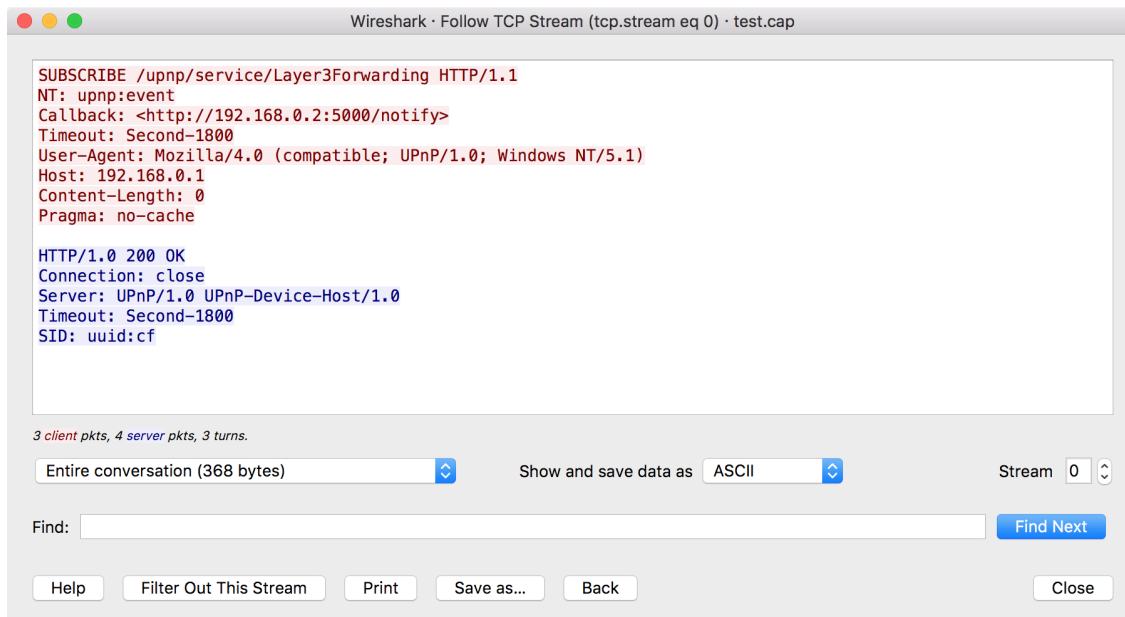 Wireshark · Follow TCP Stream (tcp.stream eq 0) · test.cap
SUBSCRIBE /upnp/service/Layer3Forwarding HTTP/1.1
NT: upnp:event
Callback: <http://192.168.0.2:5000/notify>
Timeout: Second-1800
User-Agent: Mozilla/4.0 (compatible; UPnP/1.0; Windows NT/5.1)
Host: 192.168.0.1
Content-Length: 0
Pragma: no-cache
HTTP/1.0 200 OK
Connection: close
Server: UPnP/1.0 UPnP-Device-Host/1.0
Timeout: Second-1800
SID: uuid:cf
3 client pkts, 4 server pkts, 3 turns.
Entire conversation (368 bytes) Show and save data as ASCII Stream 0
Find: Find Next
Help Filter Out This Stream Print Save as... Back Close